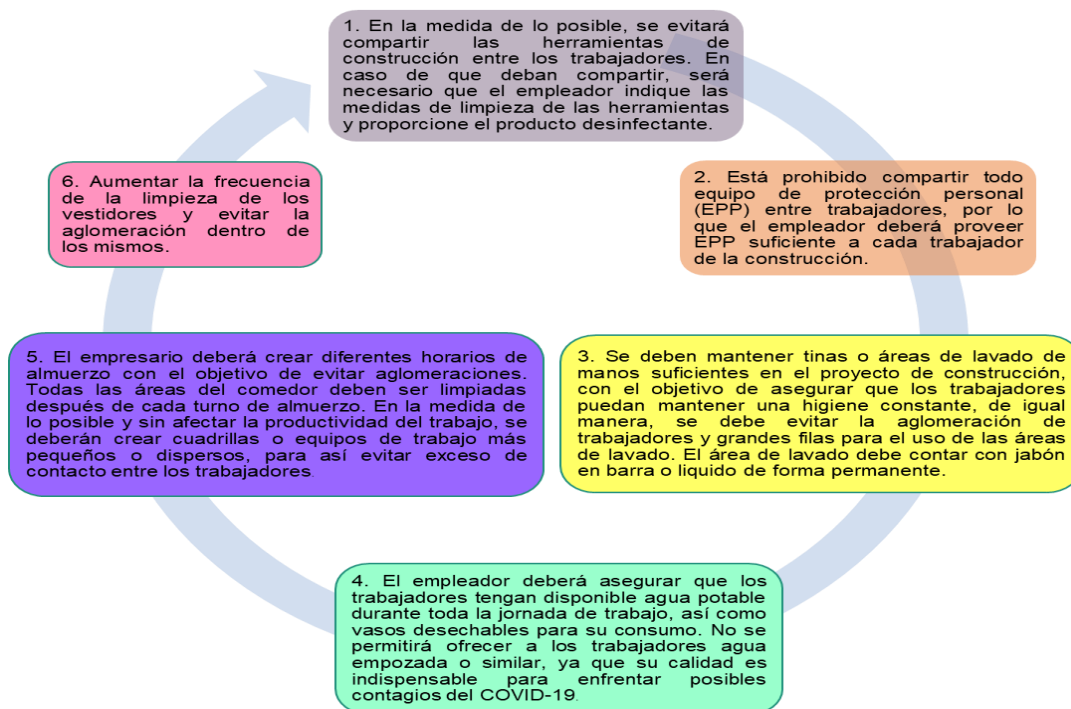 1. En la medida de lo posible, se evitará
compartir las herramientas de
construcción entre los trabajadores. En
caso de que deban compartir, será
necesario que el empleador indique las
medidas de limpieza de las herramientas
y proporcione el producto desinfectante.
2. Está prohibido compartir todo
equipo de protección personal
(EPP) entre trabajadores, por lo
que el empleador deberá proveer
EPP suficiente a cada trabajador
de la construcción.
3. Se deben mantener tinas o áreas de lavado de
manos suficientes en el proyecto de construcción,
con el objetivo de asegurar que los trabajadores
puedan mantener una higiene constante, de igual
manera, se debe evitar la aglomeración de
trabajadores y grandes filas para el uso de las áreas
de lavado. El área de lavado debe contar con jabón
en barra o liquido de forma permanente.
4. El empleador deberá asegurar que los
trabajadores tengan disponible agua potable
durante toda la jornada de trabajo, así como
vasos desechables para su consumo. No se
permitirá ofrecer a los trabajadores agua
empozada o similar, ya que su calidad es
indispensable para enfrentar posibles
contagios del COVID-19.
5. El empresario deberá crear diferentes horarios de
almuerzo con el objetivo de evitar aglomeraciones.
Todas las áreas del comedor deben ser limpiadas
después de cada turno de almuerzo. En la medida de
lo posible y sin afectar la productividad del trabajo, se
deberán crear cuadrillas o equipos de trabajo más
pequeños o dispersos, para así evitar exceso de
contacto entre los trabajadores.
6. Aumentar la frecuencia
de la limpieza de los
vestidores y evitar la
aglomeración dentro de
los mismos.